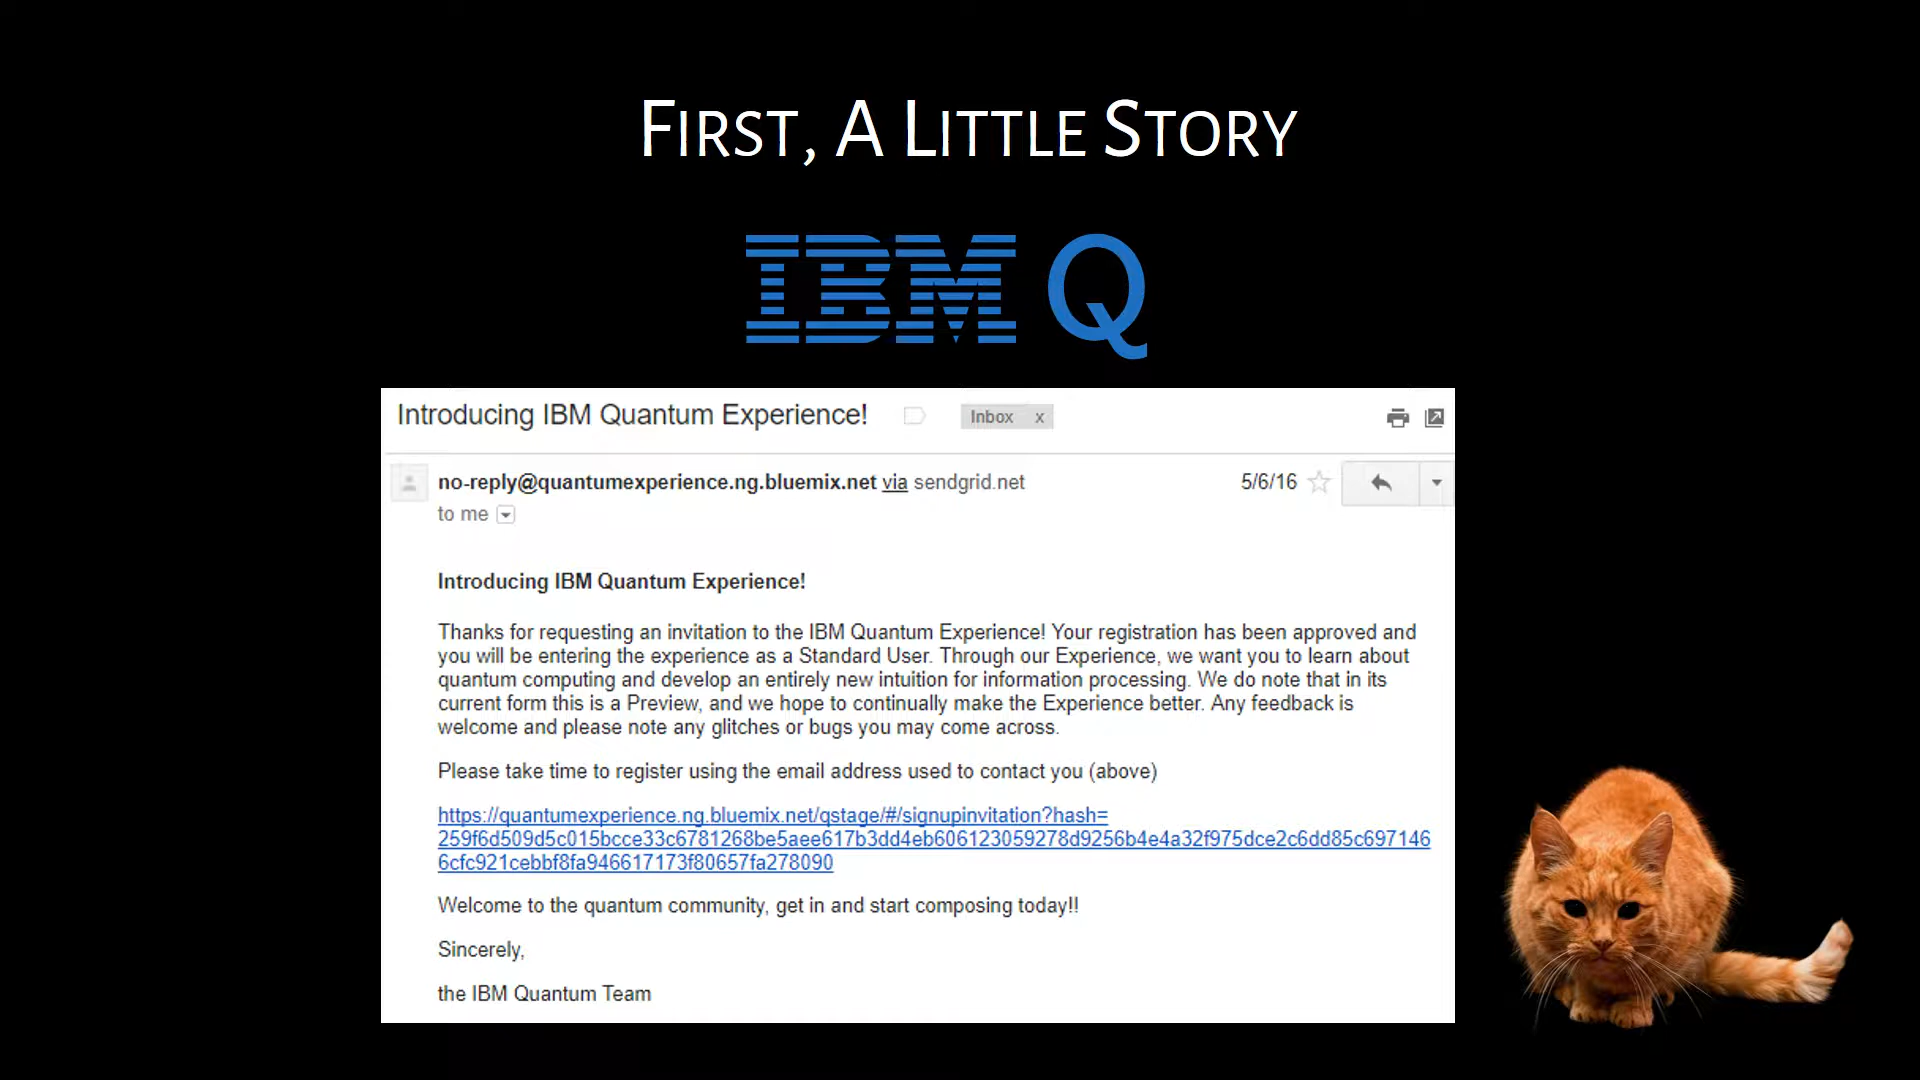 First, A Little Story
IBM Q
Introducing IBM Quantum Experience!
Inbox x
no-reply@quantumexperience.ng.bluemix.net via sendgrid.net
5/6/16
to me
Introducing IBM Quantum Experience!
Thanks for requesting an invitation to the IBM Quantum Experience! Your registration has been approved and
you will be entering the experience as a Standard User. Through our Experience, we want you to learn about
quantum computing and develop an entirely new intuition for information processing. We do note that in its
current form this is a Preview, and we hope to continually make the Experience better. Any feedback is
welcome and please note any glitches or bugs you may come across.
Please take time to register using the email address used to contact you (above)
https://quantumexperience.ng.bluemix.net/qstage/#/signupinvitation?hash=
259f6d509d5c015bcce33c6781268be5aee617b3dd4eb606123059278d9256b4e4a32f975dce2c6dd85c697146
6cfc921cebbf8fa946617173f80657fa278090
Welcome to the quantum community, get in and start composing today!!
Sincerely,
the IBM Quantum Team